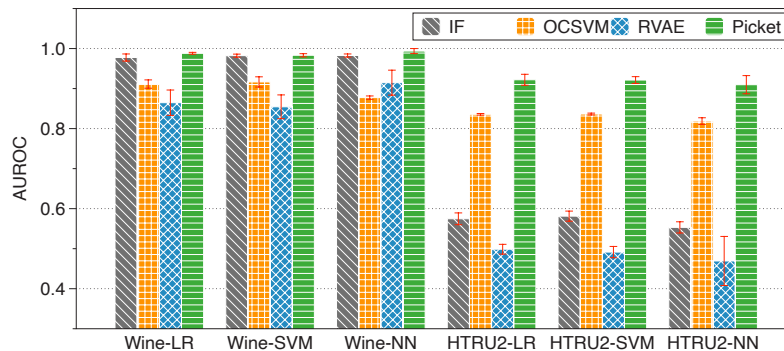 IF OCSVM RVAE Picket
1.0
0.8
0.6
0.4
AUROC
Wine-LR Wine-SVM Wine-NN HTRU2-LR HTRU2-SVM HTRU2-NN